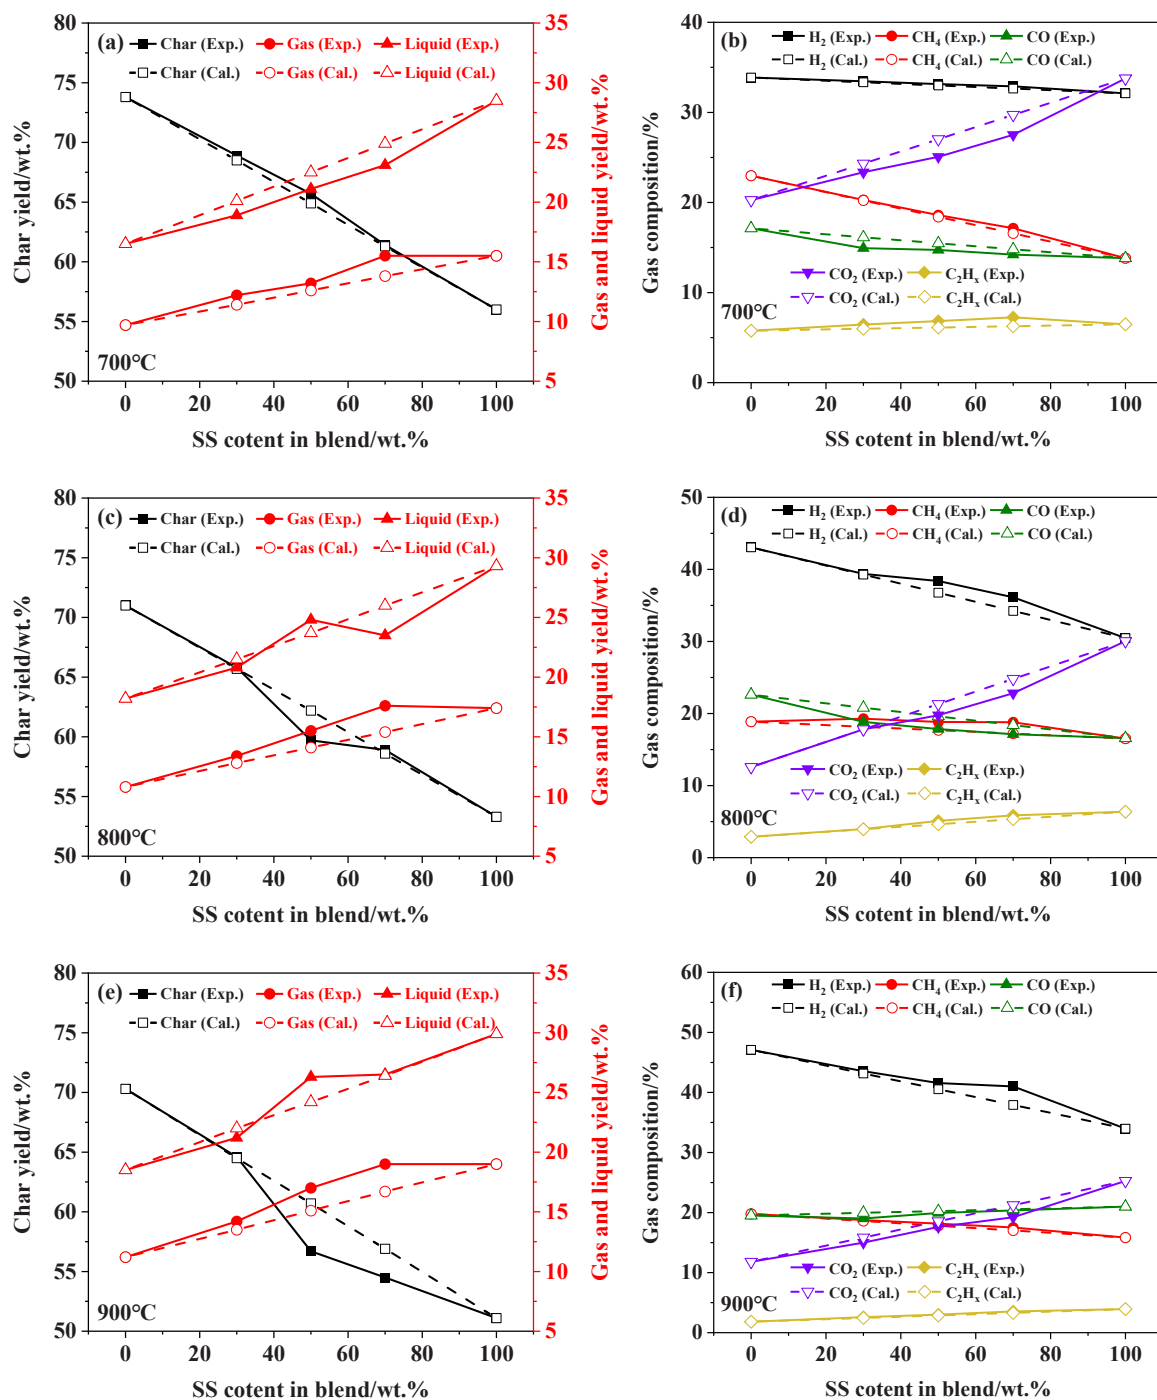 (a)
Char (Exp.) Gas (Exp.) Liquid (Exp.)
Char (Cal.) Gas (Cal.) Liquid (Cal.)
80
75
70
65
60
55
50
Char yield/wt.%
35
30
25
20
15
10
5
Gas and liquid yield/wt.%
700°C
0 20 40 60 80 100
SS cotent in blend/wt.%
(b)
H₂ (Exp.) CH₄ (Exp.) CO (Exp.)
H₂ (Cal.) CH₄ (Cal.) CO (Cal.)
40
30
20
10
0
Gas composition/%
CO₂ (Exp.) C₂Hₓ (Exp.)
CO₂ (Cal.) C₂Hₓ (Cal.)
700°C
0 20 40 60 80 100
SS cotent in blend/wt.%
(c)
Char (Exp.) Gas (Exp.) Liquid (Exp.)
Char (Cal.) Gas (Cal.) Liquid (Cal.)
80
75
70
65
60
55
50
Char yield/wt.%
35
30
25
20
15
10
5
Gas and liquid yield/wt.%
800°C
0 20 40 60 80 100
SS cotent in blend/wt.%
(d)
H₂ (Exp.) CH₄ (Exp.) CO (Exp.)
H₂ (Cal.) CH₄ (Cal.) CO (Cal.)
50
40
30
20
10
0
Gas composition/%
CO₂ (Exp.) C₂Hₓ (Exp.)
CO₂ (Cal.) C₂Hₓ (Cal.)
800°C
0 20 40 60 80 100
SS cotent in blend/wt.%
(e)
Char (Exp.) Gas (Exp.) Liquid (Exp.)
Char (Cal.) Gas (Cal.) Liquid (Cal.)
80
75
70
65
60
55
50
Char yield/wt.%
35
30
25
20
15
10
5
Gas and liquid yield/wt.%
900°C
0 20 40 60 80 100
SS cotent in blend/wt.%
(f)
H₂ (Exp.) CH₄ (Exp.) CO (Exp.)
H₂ (Cal.) CH₄ (Cal.) CO (Cal.)
60
50
40
30
20
10
0
Gas composition/%
CO₂ (Exp.) C₂Hₓ (Exp.)
CO₂ (Cal.) C₂Hₓ (Cal.)
900°C
0 20 40 60 80 100
SS cotent in blend/wt.%